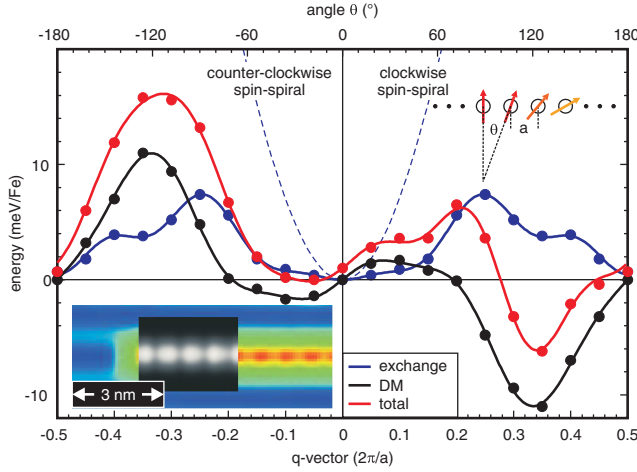 angle θ (°)
-180 -120 -60 0 60 120 180
counter-clockwise
spin-spiral
clockwise
spin-spiral
θ
a
energy (meV/Fe)
10
0
-10
3 nm
exchange
DM
total
-0.5 -0.4 -0.3 -0.2 -0.1 0 0.1 0.2 0.3 0.4 0.5
q-vector (2π/a)